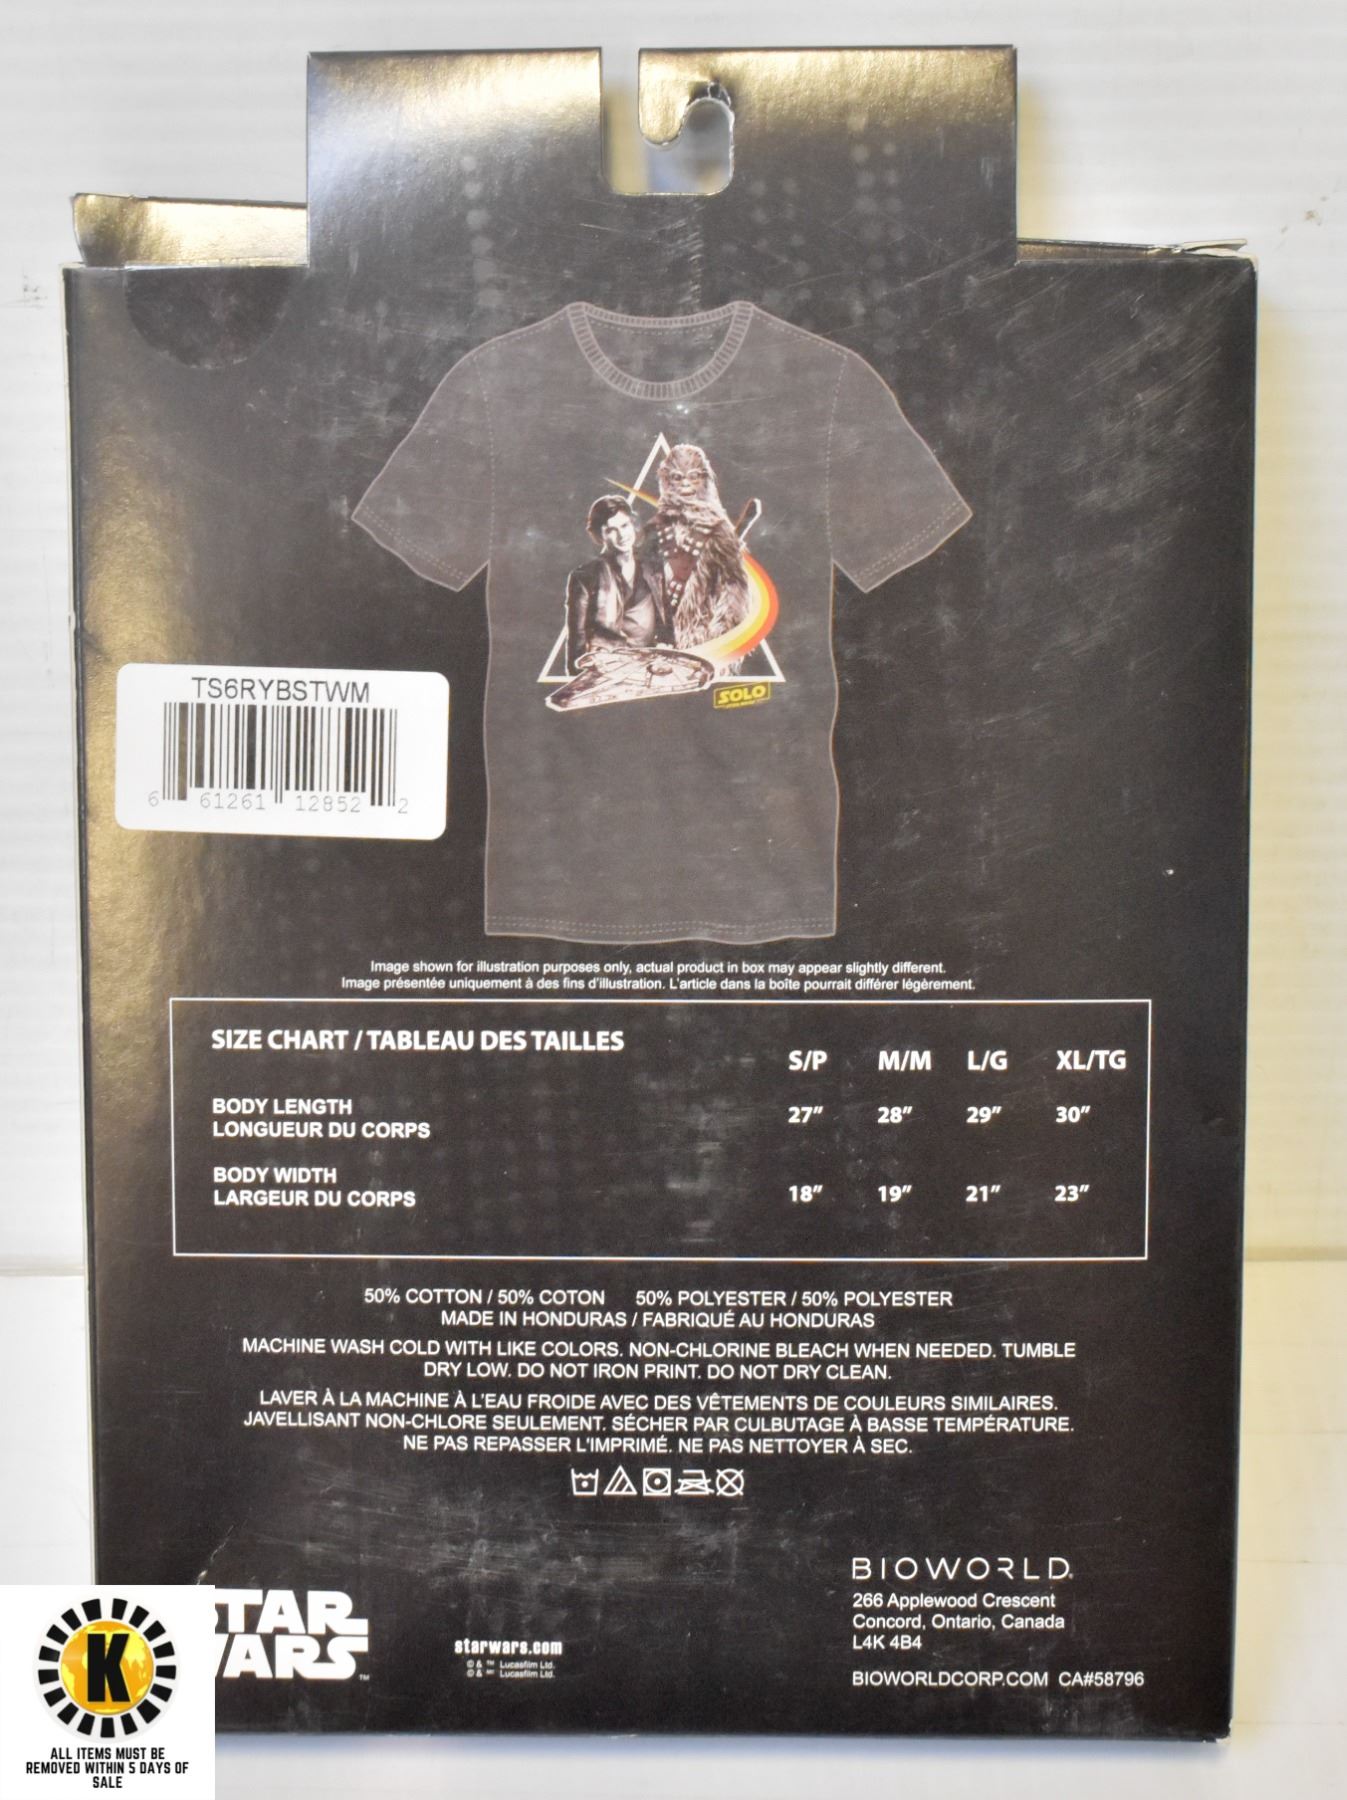 SOLO
TS6RYBSTWM
6 61261 12852 2
Image shown for illustration purposes only, actual product in box may appear slightly different.
Image présentée uniquement à des fins d'illustration. L'article dans la boîte pourrait différer légèrement.
SIZE CHART / TABLEAU DES TAILLES
S/P M/M L/G XL/TG
BODY LENGTH
LONGUEUR DU CORPS
27" 28" 29" 30"
BODY WIDTH
LARGEUR DU CORPS
18" 19" 21" 23"
50% COTTON / 50% COTON 50% POLYESTER / 50% POLYESTER
MADE IN HONDURAS / FABRIQUÉ AU HONDURAS
MACHINE WASH COLD WITH LIKE COLORS. NON-CHLORINE BLEACH WHEN NEEDED. TUMBLE
DRY LOW. DO NOT IRON PRINT. DO NOT DRY CLEAN.
LAVER À LA MACHINE À L'EAU FROIDE AVEC DES VÊTEMENTS DE COULEURS SIMILAIRES.
JAVELLISANT NON-CHLORE SEULEMENT. SÉCHER PAR CULBUTAGE À BASSE TEMPÉRATURE.
NE PAS REPASSER L'IMPRIMÉ. NE PAS NETTOYER À SEC.
STAR
WARS™
starwars.com
© & ™ Lucasfilm Ltd.
© & MC Lucasfilm Ltd.
BIOWORLD®
266 Applewood Crescent
Concord, Ontario, Canada
L4K 4B4
BIOWORLDCORP.COM CA#58796
K
ALL ITEMS MUST BE
REMOVED WITHIN 5 DAYS OF
SALE